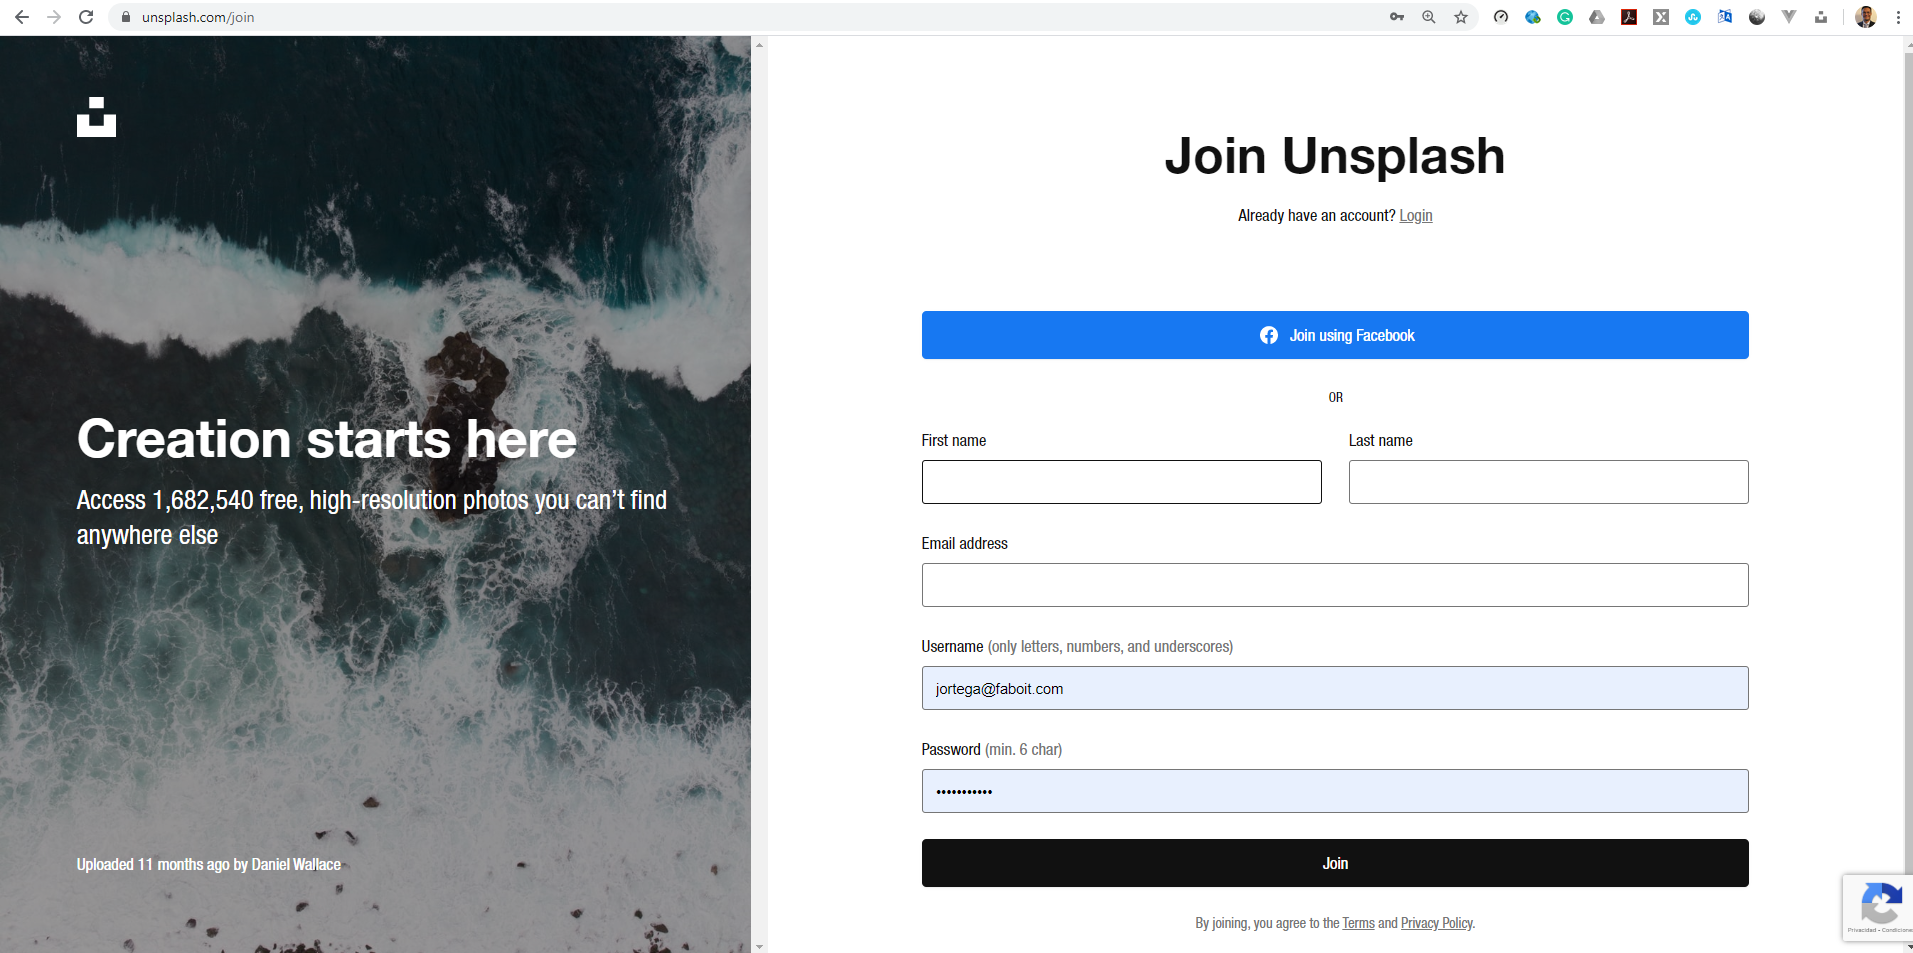 unsplash.com/join
Creation starts here
Access 1,682,540 free, high-resolution photos you can’t find
anywhere else
Uploaded 11 months ago by Daniel Wallace
Join Unsplash
Already have an account? Login
Join using Facebook
OR
First name
Last name
Email address
Username (only letters, numbers, and underscores)
jortega@faboit.com
Password (min. 6 char)
•••••••••••
Join
By joining, you agree to the Terms and Privacy Policy.
Privacidad - Condicione